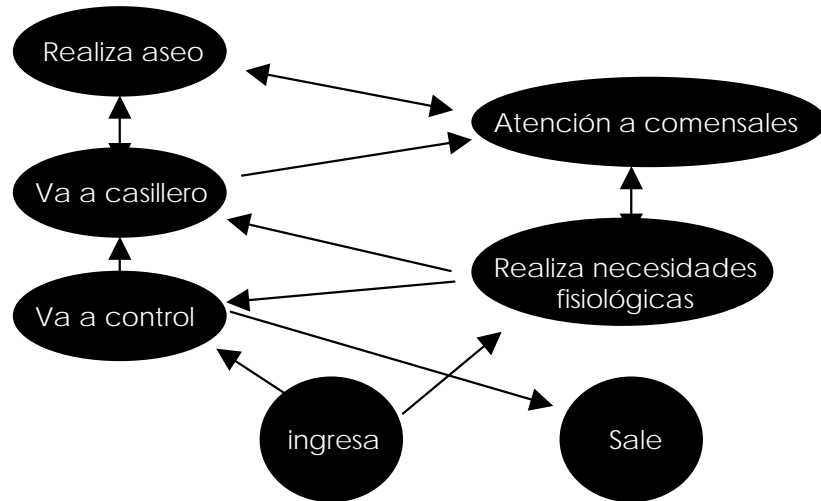 Realiza aseo
Atención a comensales
Va a casillero
Realiza necesidades
fisiológicas
Va a control
ingresa
Sale